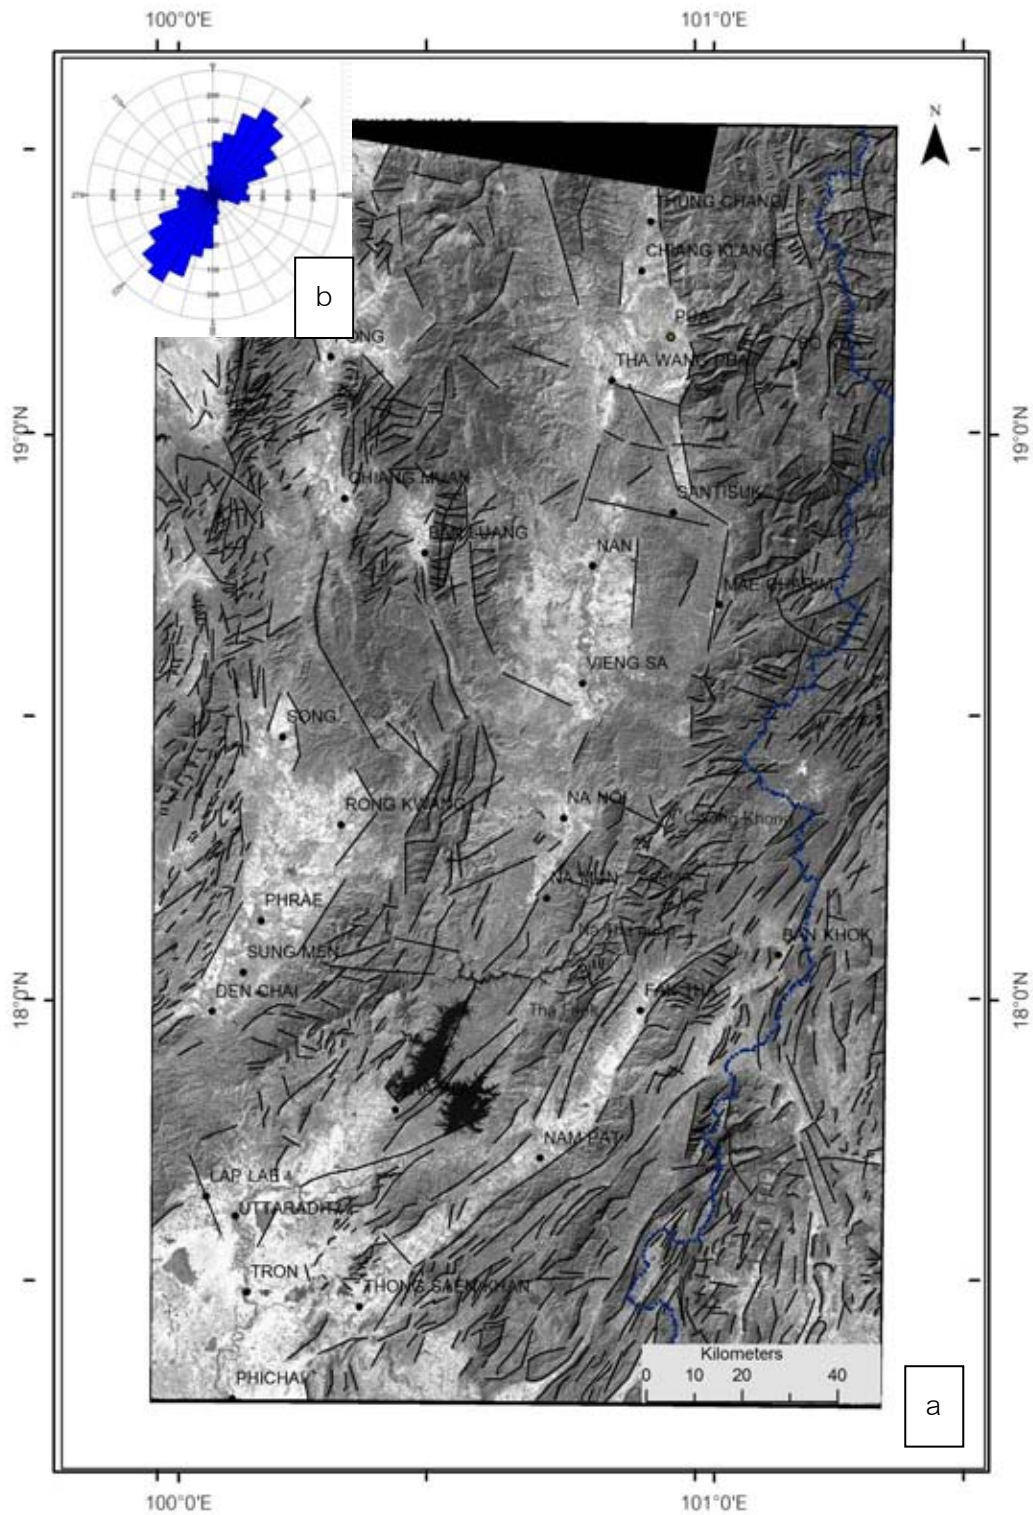 100°0'E
101°0'E
N
b
THUNG CHANG
CHIANG KLANG
PUA
THA WANG PHA
19°0'N
19°0'N
CHIANG MUAN
SANTISUK
BAN LUANG
NAN
MAE CHARIM
VIENG SA
SONG
NA NOI
RONG KWANG
NA MUN
PHRAE
BAN KHOK
SUNG MEN
DEN CHAI
FAK THA
18°0'N
18°0'N
NAM PAT
LAP LAE
UTTARADIT
TRON
THONG SAEN KHAN
Kilometers
0 10 20 40
PHICHAI
a
100°0'E
101°0'E